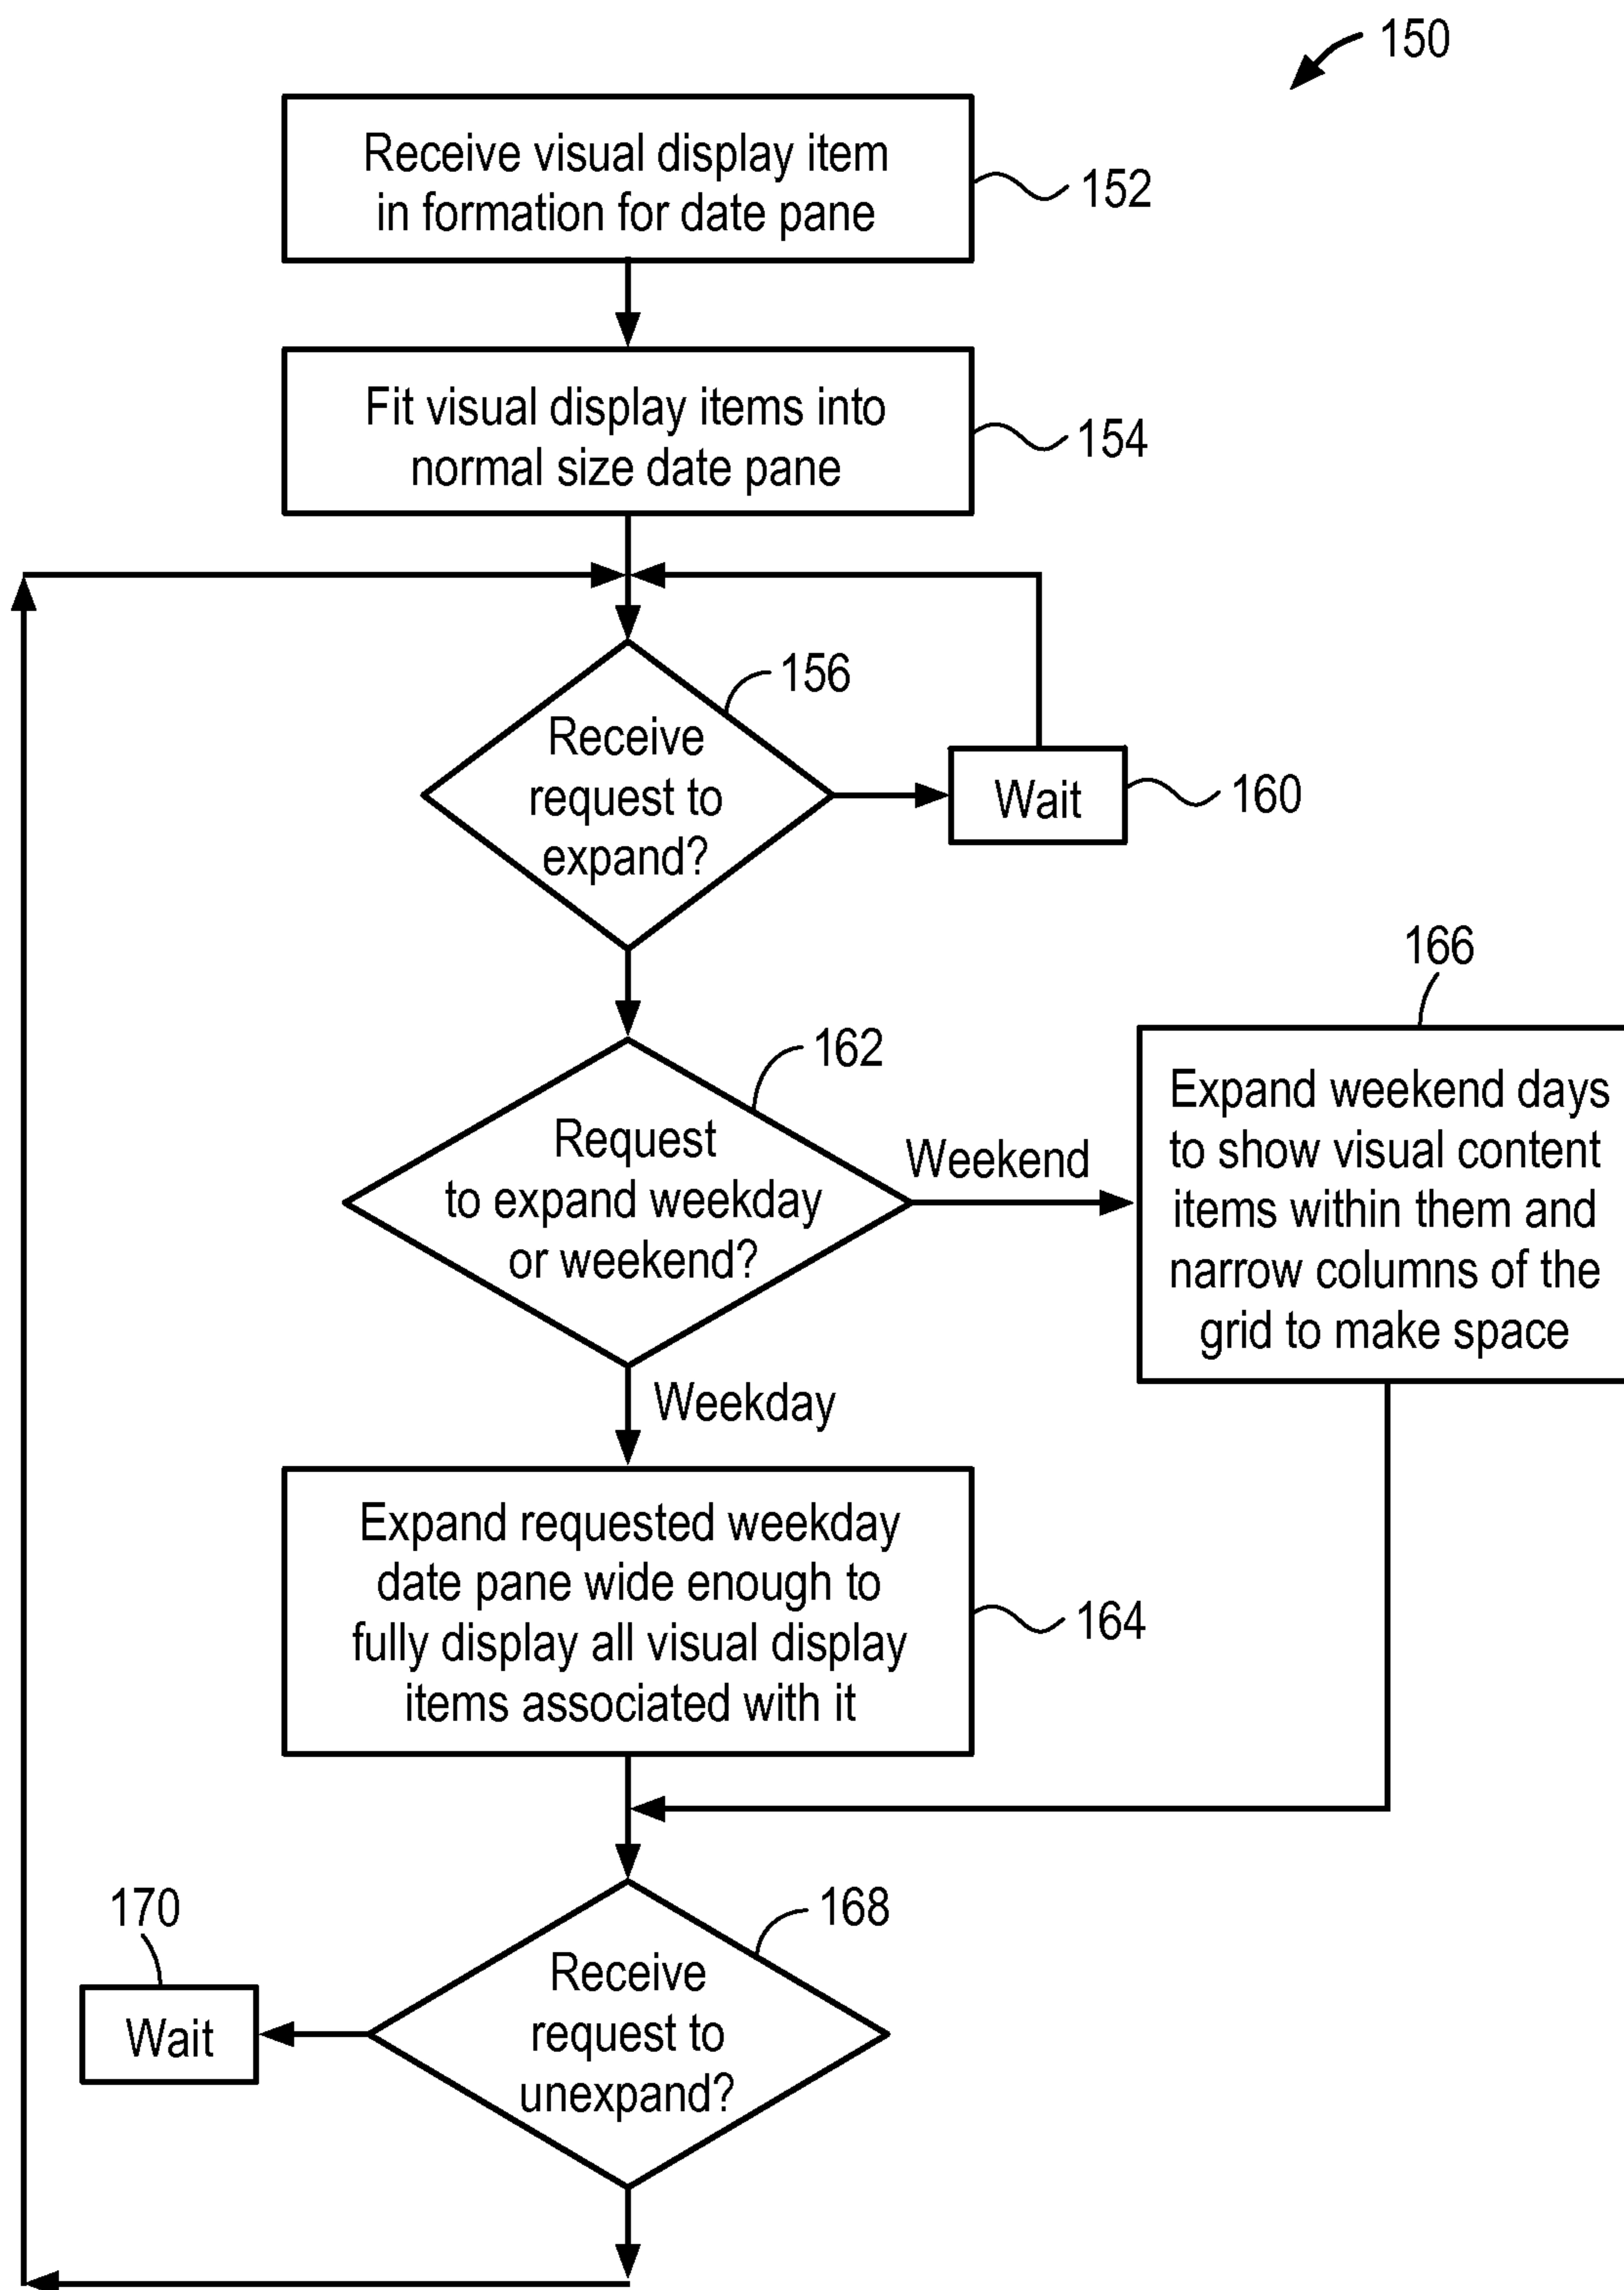 150
Receive visual display item
in formation for date pane
152
Fit visual display items into
normal size date pane
154
156
Receive
request to
expand?
Wait
160
162
Request
to expand weekday
or weekend?
Weekend
166
Expand weekend days
to show visual content
items within them and
narrow columns of the
grid to make space
Weekday
Expand requested weekday
date pane wide enough to
fully display all visual display
items associated with it
164
168
Receive
request to
unexpand?
170
Wait